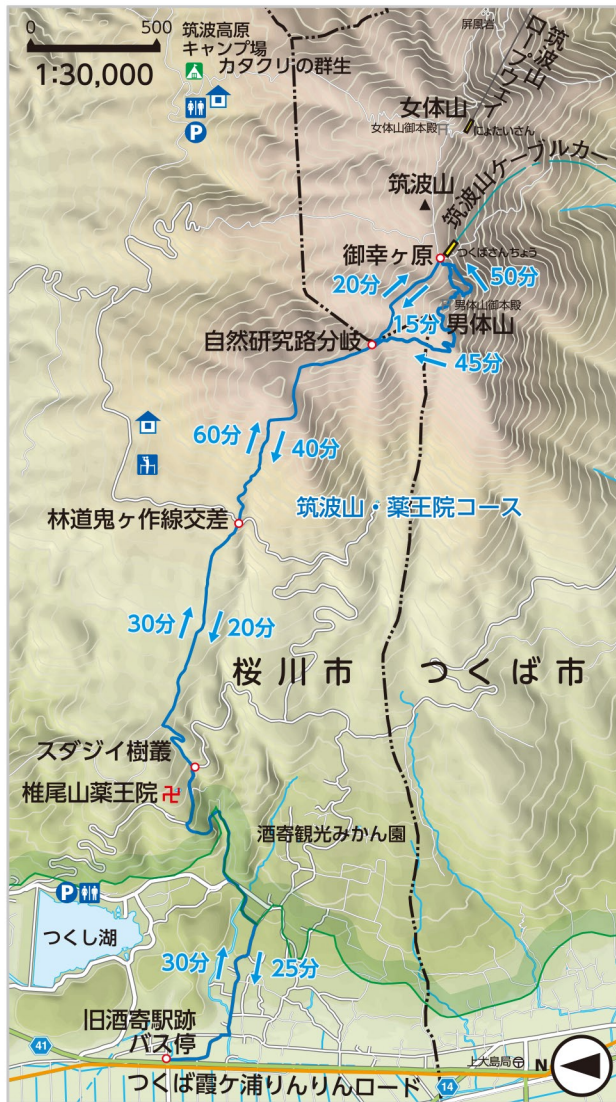 0 500
1:30,000
筑波高原
キャンプ場
カタクリの群生
P
屏風岩
筑波山
ロープウェイ
女体山
女体山御本殿
にょたいさん
筑波山
筑波山ケーブルカー
御幸ヶ原
つくばさんちょう
20分
50分
15分
男体山御本殿
男体山
自然研究路分岐
45分
60分
40分
筑波山・薬王院コース
林道鬼ヶ作線交差
30分
20分
桜川市
つくば市
スダジイ樹叢
椎尾山薬王院
卍
酒寄観光みかん園
P
つくし湖
30分
25分
旧酒寄駅跡
バス停
41
つくば霞ケ浦りんりんロード
上大島局
14
N